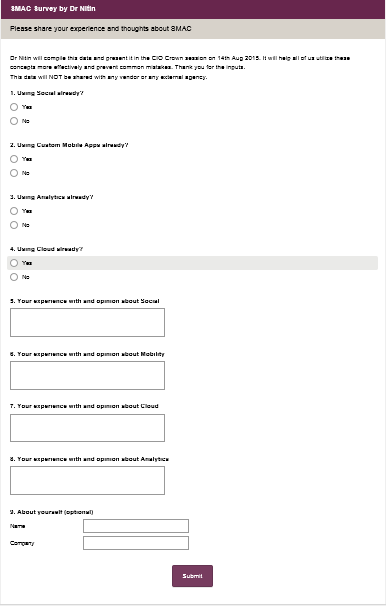 SMAC Survey by Dr Nitin
Please share your experience and thoughts about SMAC
Dr Nitin will compile this data and present it in the CIO Crown session on 14th Aug 2015. It will help all of us utilize these
concepts more effectively and prevent common mistakes. Thank you for the inputs.
This data will NOT be shared with any vendor or any external agency.
1. Using Social already?
Yes
No
2. Using Custom Mobile Apps already?
Yes
No
3. Using Analytics already?
Yes
No
4. Using Cloud already?
Yes
No
5. Your experience with and opinion about Social
6. Your experience with and opinion about Mobility
7. Your experience with and opinion about Cloud
8. Your experience with and opinion about Analytics
9. About yourself (optional)
Name
Company
Submit